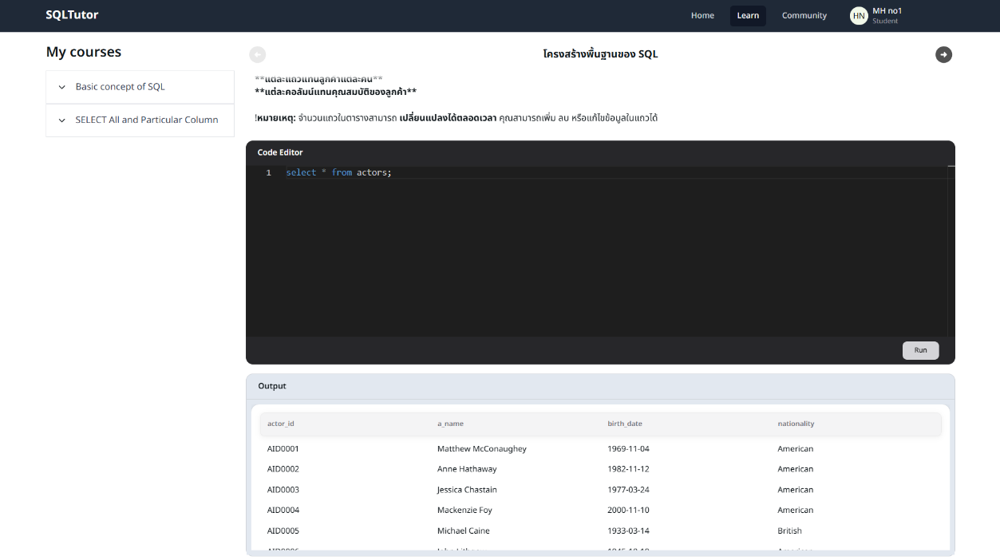 SQLTutor
Home Learn Community HN MH no1
Student
My courses
Basic concept of SQL
SELECT All and Particular Column
โครงสร้างพื้นฐานของ SQL
**แต่ละแถวแทนลูกค้าแต่ละคน**
**แต่ละคอลัมน์แทนคุณสมบัติของลูกค้า**
!หมายเหตุ: จำนวนแถวในตารางสามารถ เปลี่ยนแปลงได้ตลอดเวลา คุณสามารถเพิ่ม ลบ หรือแก้ไขข้อมูลในแถวได้
Code Editor
1 select * from actors;
Run
Output
actor_id a_name birth_date nationality
AID0001 Matthew McConaughey 1969-11-04 American
AID0002 Anne Hathaway 1982-11-12 American
AID0003 Jessica Chastain 1977-03-24 American
AID0004 Mackenzie Foy 2000-11-10 American
AID0005 Michael Caine 1933-03-14 British